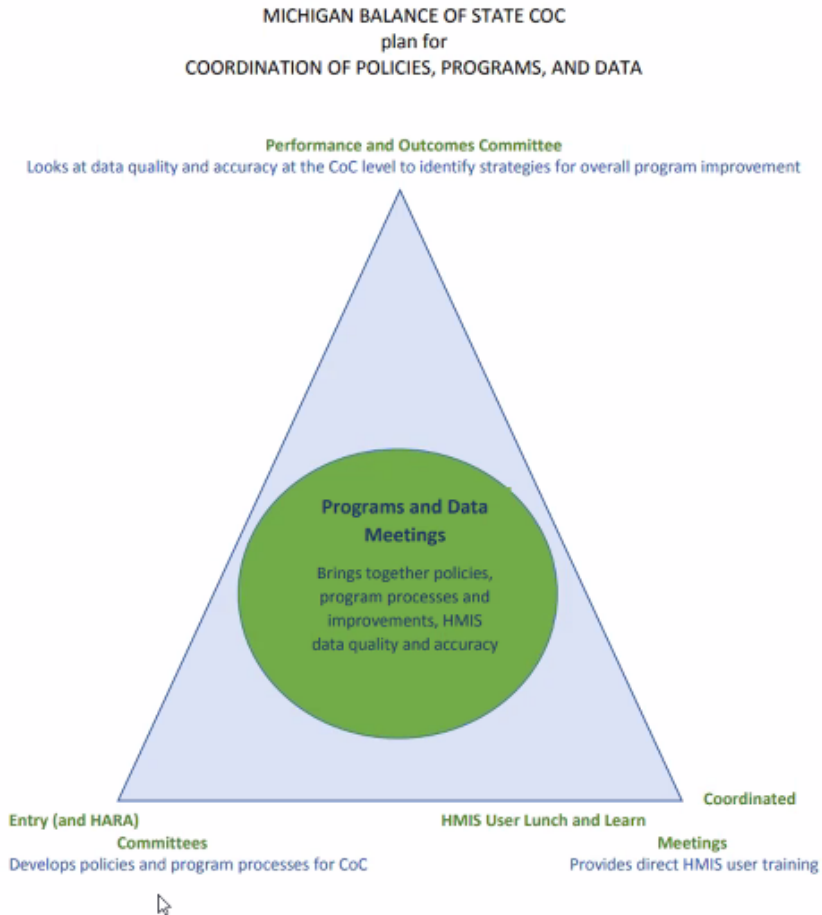 MICHIGAN BALANCE OF STATE COC
plan for
COORDINATION OF POLICIES, PROGRAMS, AND DATA
Performance and Outcomes Committee
Looks at data quality and accuracy at the CoC level to identify strategies for overall program improvement
Programs and Data
Meetings
Brings together policies,
program processes and
improvements, HMIS
data quality and accuracy
Coordinated
Entry (and HARA) HMIS User Lunch and Learn
Committees Meetings
Develops policies and program processes for CoC Provides direct HMIS user training